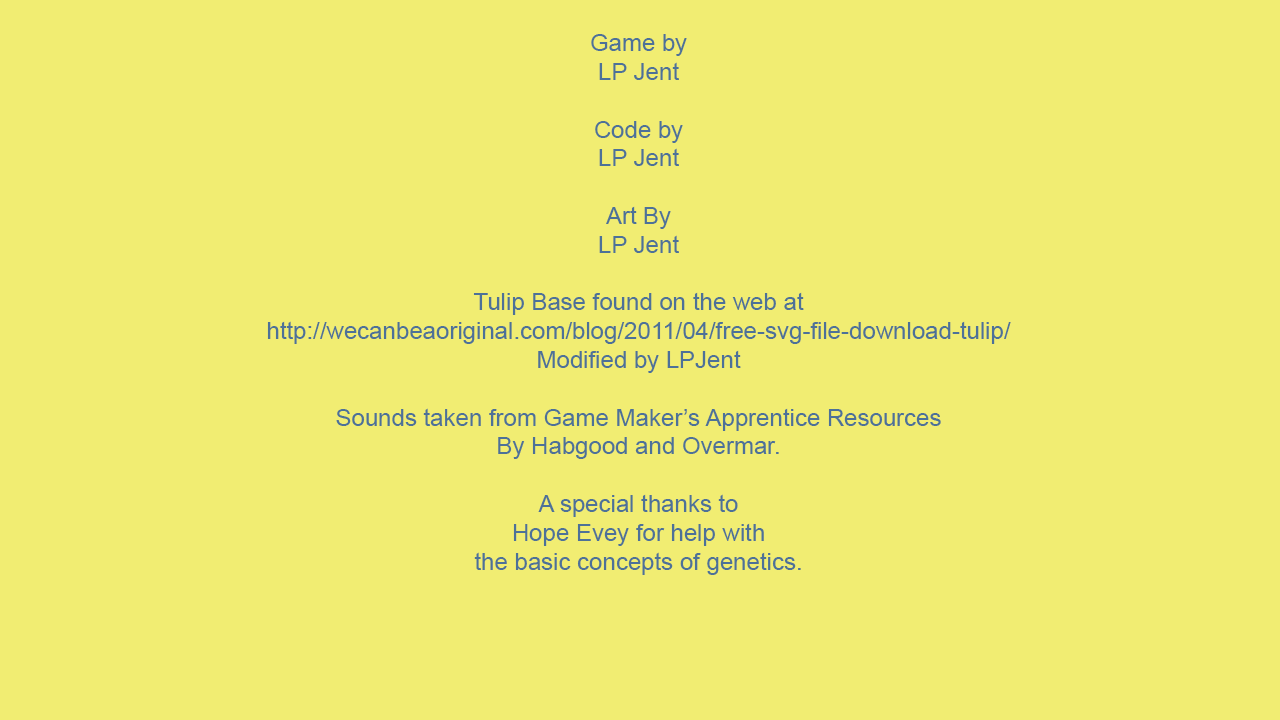 Game by
LP Jent
Code by
LP Jent
Art By
LP Jent
Tulip Base found on the web at
http://wecanbeaoriginal.com/blog/2011/04/free-svg-file-download-tulip/
Modified by LPJent
Sounds taken from Game Maker’s Apprentice Resources
By Habgood and Overmar.
A special thanks to
Hope Evey for help with
the basic concepts of genetics.